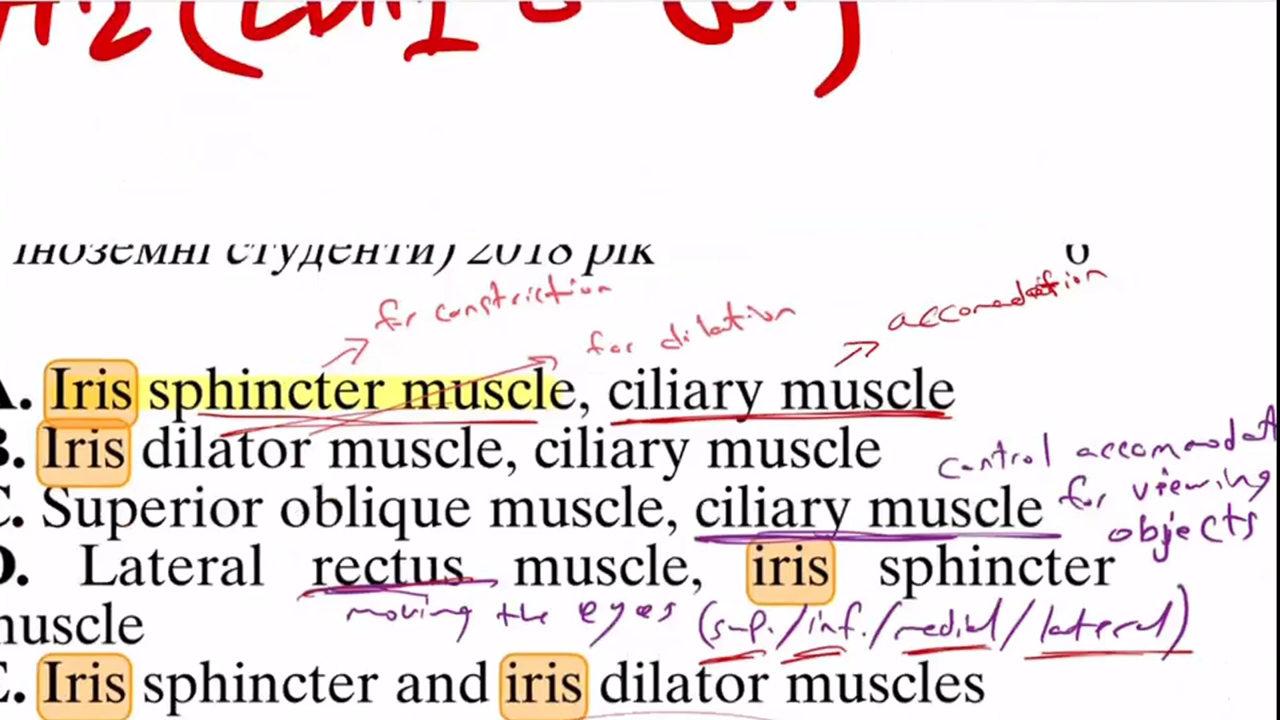 іноземні студенти) 2018 рік
for constriction
for dilation
accomodation
A. Iris sphincter muscle, ciliary muscle
B. Iris dilator muscle, ciliary muscle
control accomodat
C. Superior oblique muscle, ciliary muscle
for viewing
objects
D. Lateral rectus muscle, iris sphincter
moving the eyes (sup./inf./medial/lateral)
muscle
E. Iris sphincter and iris dilator muscles